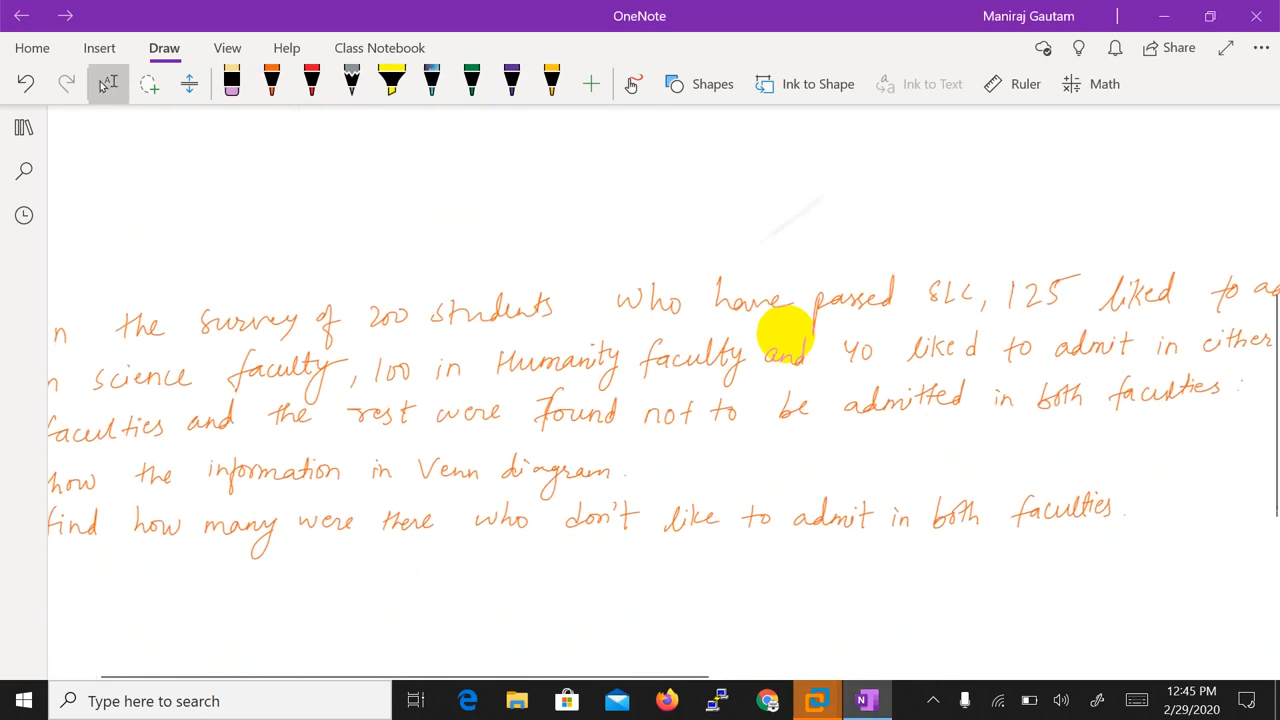 OneNote
Maniraj Gautam
Home Insert Draw View Help Class Notebook
Share
Shapes Ink to Shape Ink to Text Ruler Math
n the survey of 200 students who have passed SLC, 125 liked to ad
n science faculty, 100 in Humanity faculty and 40 liked to admit in either
faculties and the rest were found not to be admitted in both faculties:
how the information in Venn diagram.
find how many were there who don't like to admit in both faculties.
Type here to search
12:45 PM
2/29/2020